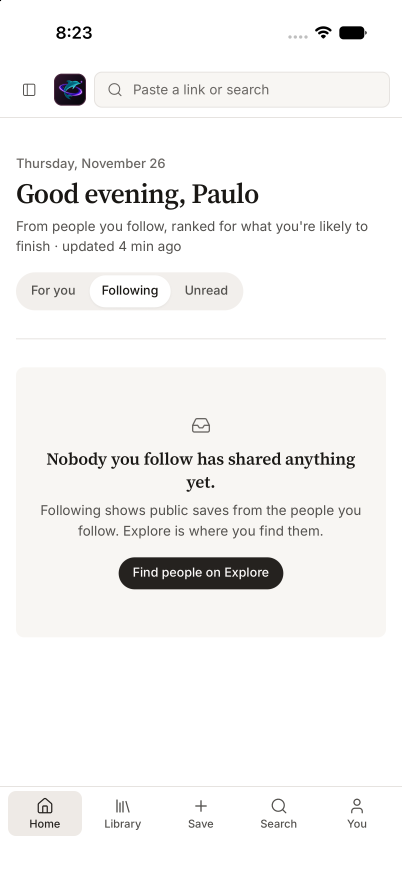 8:23
Paste a link or search
Thursday, November 26
Good evening, Paulo
From people you follow, ranked for what you're likely to
finish · updated 4 min ago
For you
Following
Unread
Nobody you follow has shared anything
yet.
Following shows public saves from the people you
follow. Explore is where you find them.
Find people on Explore
Home
Library
Save
Search
You